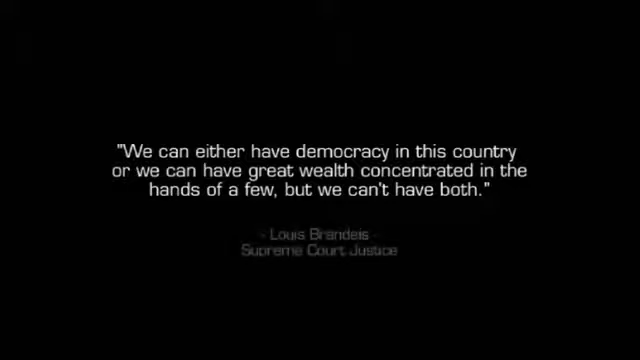 "We can either have democracy in this country
or we can have great wealth concentrated in the
hands of a few, but we can't have both."
- Louis Brandeis -
Supreme Court Justice